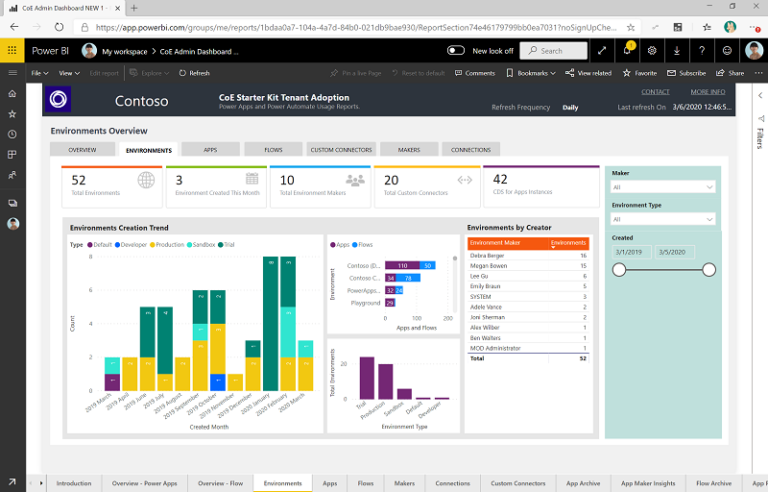 CoE Admin Dashboard NEW 1 -
https://app.powerbi.com/groups/me/reports/1bdaa0a7-104a-4a7d-84b0-021db9bae930/ReportSection74e46179799bb0ea7031?noSignUpChe...
Power BI My workspace > CoE Admin Dashboard ... New look off Search
File View Edit report Explore Refresh Pin a live Page Reset to default Comments Bookmarks View related Favorite Subscribe Share ...
Contoso
CoE Starter Kit Tenant Adoption
Power Apps and Power Automate Usage Reports.
CONTACT MORE INFO
Refresh Frequency Daily Last refresh On 3/6/2020 12:46:5...
Filters
Environments Overview
OVERVIEW ENVIRONMENTS APPS FLOWS CUSTOM CONNECTORS MAKERS CONNECTIONS
52
Total Environments
3
Environment Created This Month
10
Total Environment Makers
20
Total Custom Connectors
42
CDS for Apps Instances
Maker
All
Environment Type
All
Created
3/1/2019 3/5/2020
Environments Creation Trend
Type Default Developer Production Sandbox Trial
Count
8
6
4
2
0
2019 March
2019 April
2019 June
2019 July
2019 August
2019 September
2019 October
2019 November
2019 December
2020 January
2020 February
2020 March
Created Month
Apps Flows
Environment
Contoso (D... 110 50
Contoso C... 34 78
PowerApps... 32 24
Playground 29
0 100 200
Apps and Flows
Total Environments
20
0
Trial
Production
Sandbox
Default
Developer
Environment Type
Environments by Creator
Environment Maker Environments
Debra Berger 16
Megan Bowen 15
Lee Gu 6
Emily Braun 5
SYSTEM 3
Adele Vance 2
Joni Sherman 2
Alex Wilber 1
Ben Walters 1
MOD Administrator 1
Total 52
Introduction Overview - Power Apps Overview - Flow Environments Apps Flows Makers Connections Custom Connectors App Archive App Maker Insights Flow Archive App